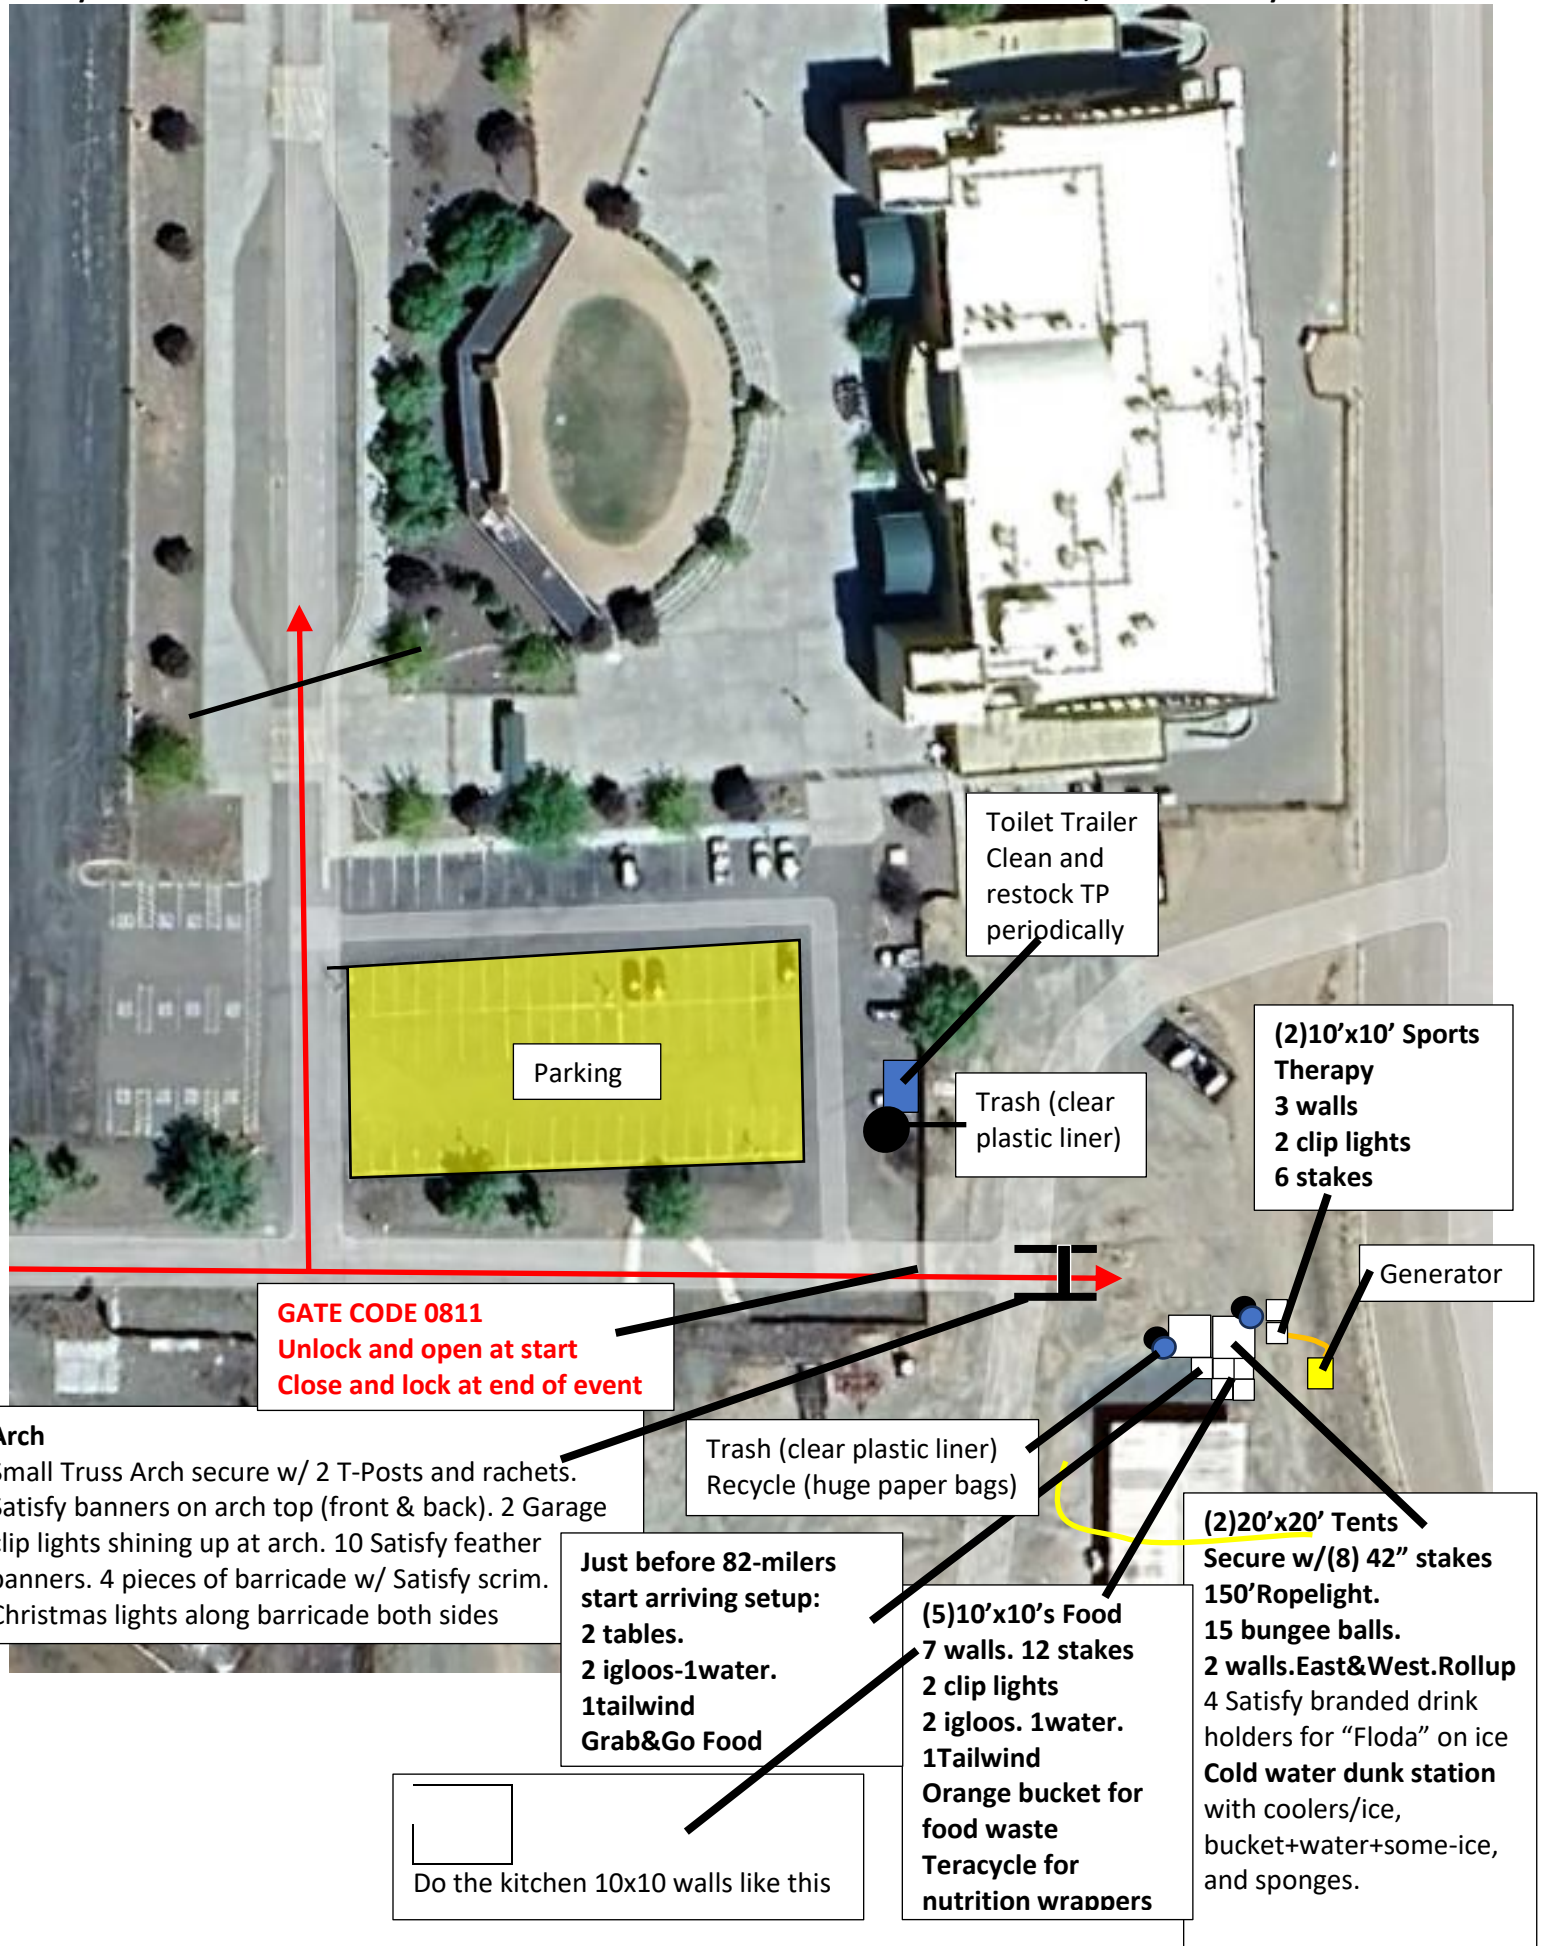 Toilet Trailer
Clean and
restock TP
periodically
(2)10’x10’ Sports
Therapy
3 walls
2 clip lights
6 stakes
Parking
Trash (clear
plastic liner)
Generator
GATE CODE 0811
Unlock and open at start
Close and lock at end of event
Arch
Small Truss Arch secure w/ 2 T-Posts and rachets.
Satisfy banners on arch top (front & back). 2 Garage
clip lights shining up at arch. 10 Satisfy feather
banners. 4 pieces of barricade w/ Satisfy scrim.
Christmas lights along barricade both sides
Trash (clear plastic liner)
Recycle (huge paper bags)
Just before 82-milers
start arriving setup:
2 tables.
2 igloos-1water.
1tailwind
Grab&Go Food
(5)10’x10’s Food
7 walls. 12 stakes
2 clip lights
2 igloos. 1water.
1Tailwind
Orange bucket for
food waste
Teracycle for
nutrition wrappers
(2)20’x20’ Tents
Secure w/(8) 42” stakes
150’Ropelight.
15 bungee balls.
2 walls.East&West.Rollup
4 Satisfy branded drink
holders for “Floda” on ice
Cold water dunk station
with coolers/ice,
bucket+water+some-ice,
and sponges.
Do the kitchen 10x10 walls like this